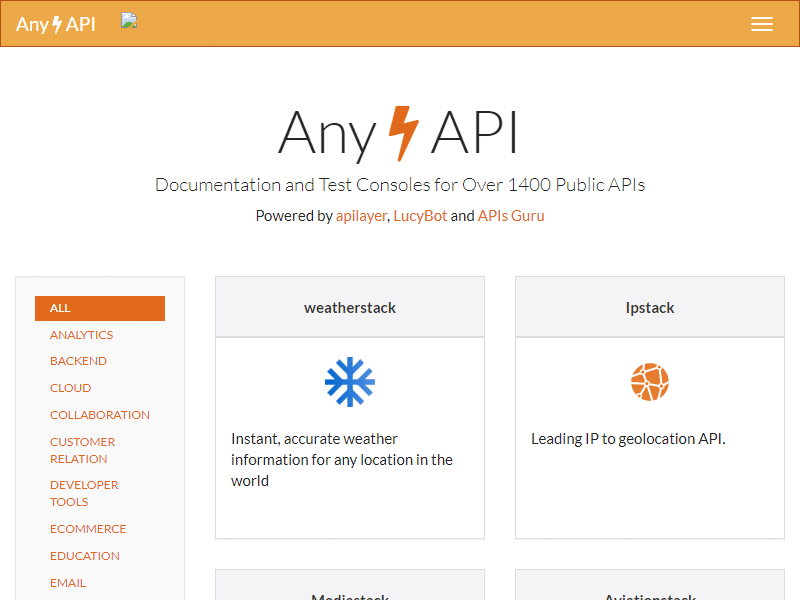 Any API
Any API
Documentation and Test Consoles for Over 1400 Public APIs
Powered by apilayer, LucyBot and APIs Guru
ALL
ANALYTICS
BACKEND
CLOUD
COLLABORATION
CUSTOMER
RELATION
DEVELOPER
TOOLS
ECOMMERCE
EDUCATION
EMAIL
weatherstack
Instant, accurate weather
information for any location in the
world
Ipstack
Leading IP to geolocation API.
Mediastack
Aviationstack